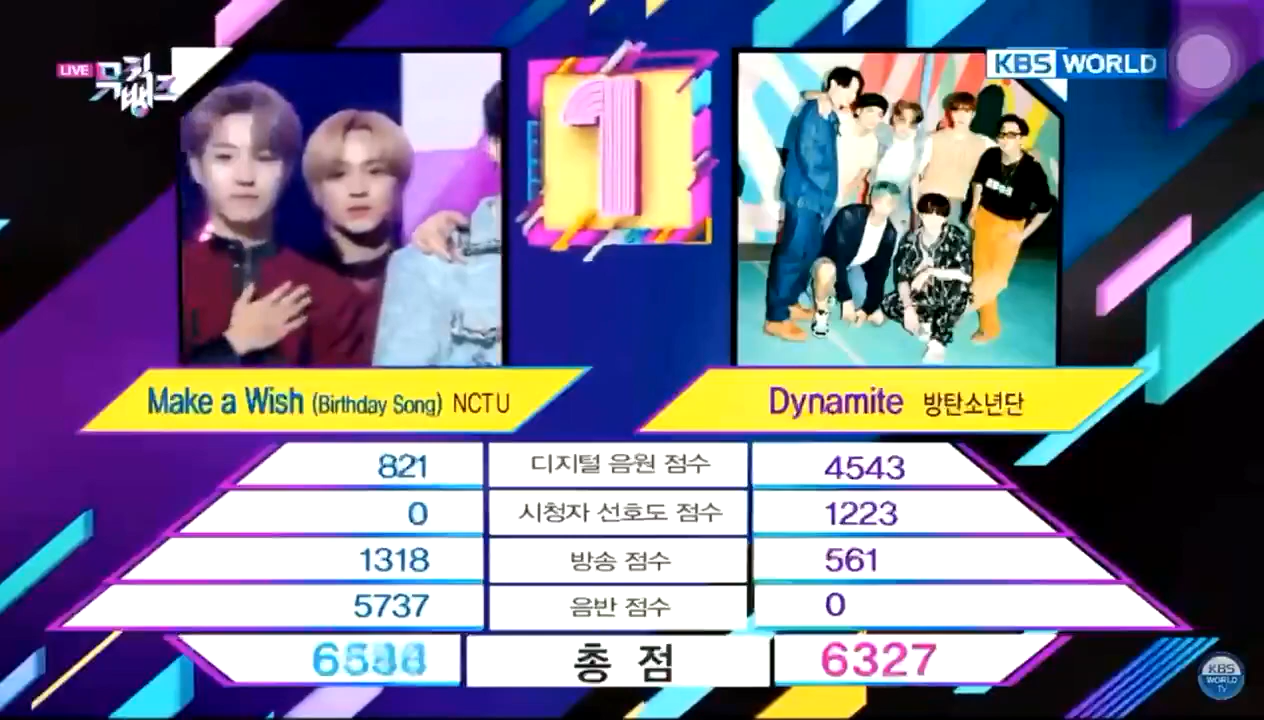 LIVE 뮤직뱅크
KBS WORLD
1
Make a Wish (Birthday Song) NCT U
Dynamite 방탄소년단
821 디지털 음원 점수 4543
0 시청자 선호도 점수 1223
1318 방송 점수 561
5737 음반 점수 0
총 점 6327
KBS
WORLD
TV